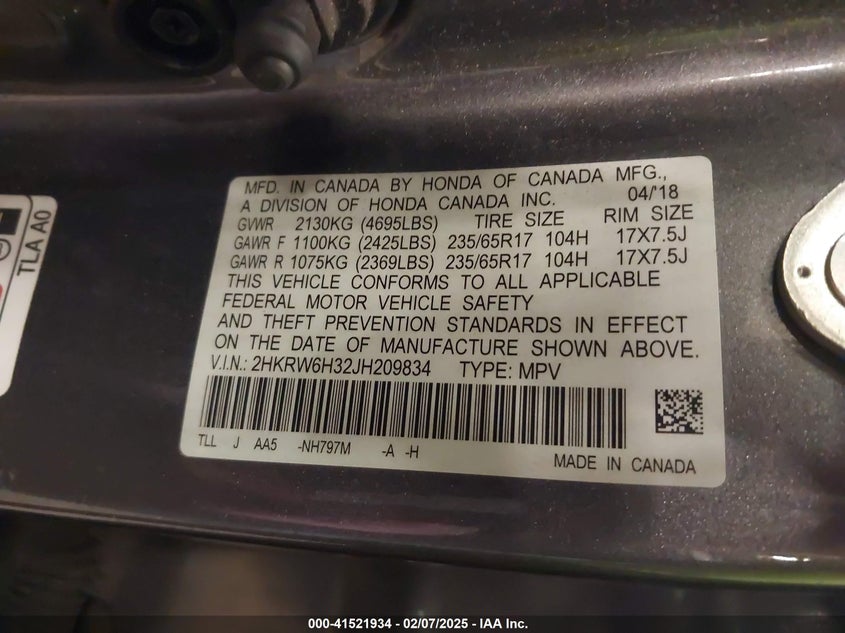 MFD. IN CANADA BY HONDA OF CANADA MFG.,
A DIVISION OF HONDA CANADA INC. 04/'18
GVWR 2130KG (4695LBS) TIRE SIZE RIM SIZE
GAWR F 1100KG (2425LBS) 235/65R17 104H 17X7.5J
GAWR R 1075KG (2369LBS) 235/65R17 104H 17X7.5J
THIS VEHICLE CONFORMS TO ALL APPLICABLE
FEDERAL MOTOR VEHICLE SAFETY
AND THEFT PREVENTION STANDARDS IN EFFECT
ON THE DATE OF MANUFACTURE SHOWN ABOVE.
V.I.N.: 2HKRW6H32JH209834 TYPE: MPV
TLL J AA5 -NH797M -A -H
MADE IN CANADA
TLA A0
000-41521934 - 02/07/2025 - IAA Inc.